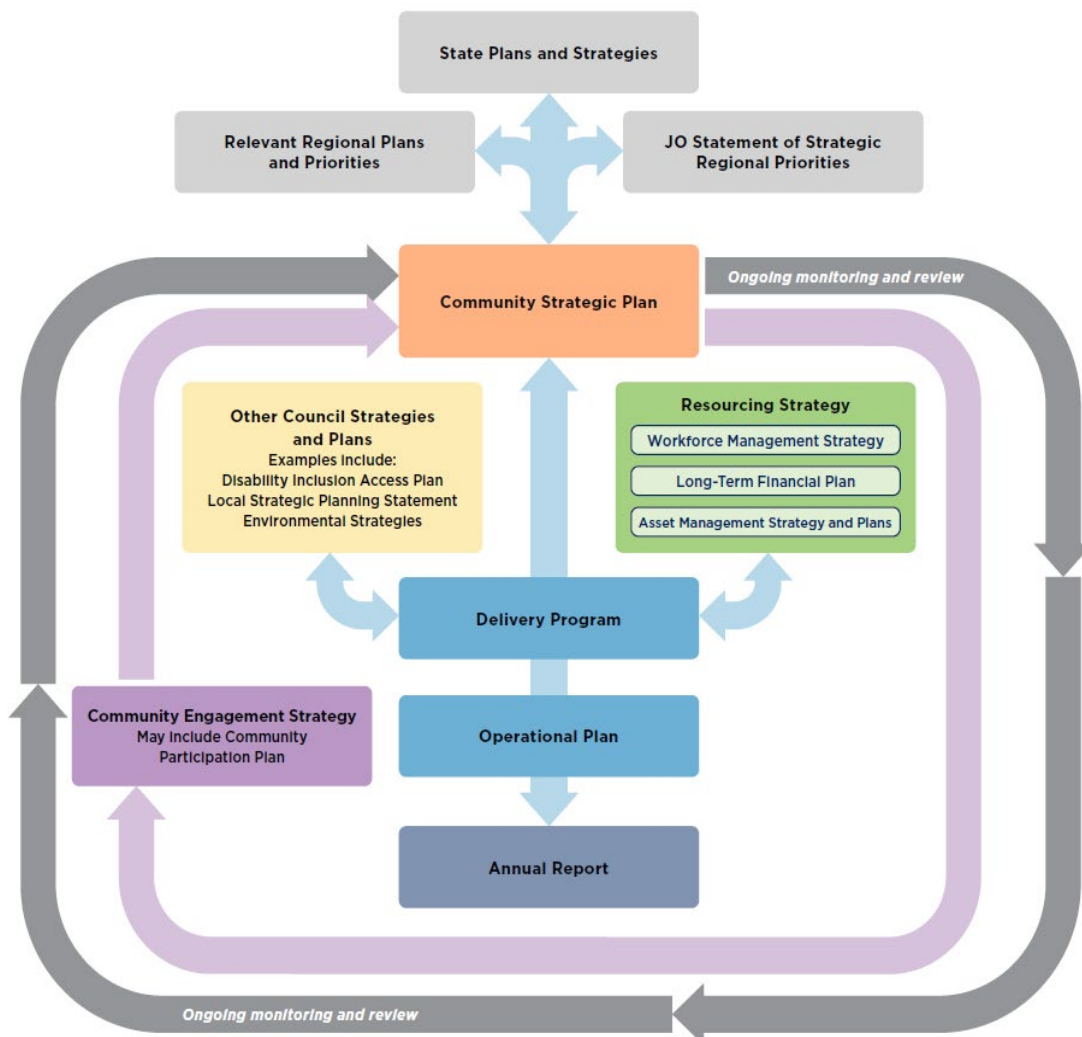 State Plans and Strategies
Relevant Regional Plans
and Priorities
JO Statement of Strategic
Regional Priorities
Community Strategic Plan
Ongoing monitoring and review
Other Council Strategies
and Plans
Examples include:
Disability Inclusion Access Plan
Local Strategic Planning Statement
Environmental Strategies
Resourcing Strategy
Workforce Management Strategy
Long-Term Financial Plan
Asset Management Strategy and Plans
Delivery Program
Community Engagement Strategy
May include Community
Participation Plan
Operational Plan
Annual Report
Ongoing monitoring and review